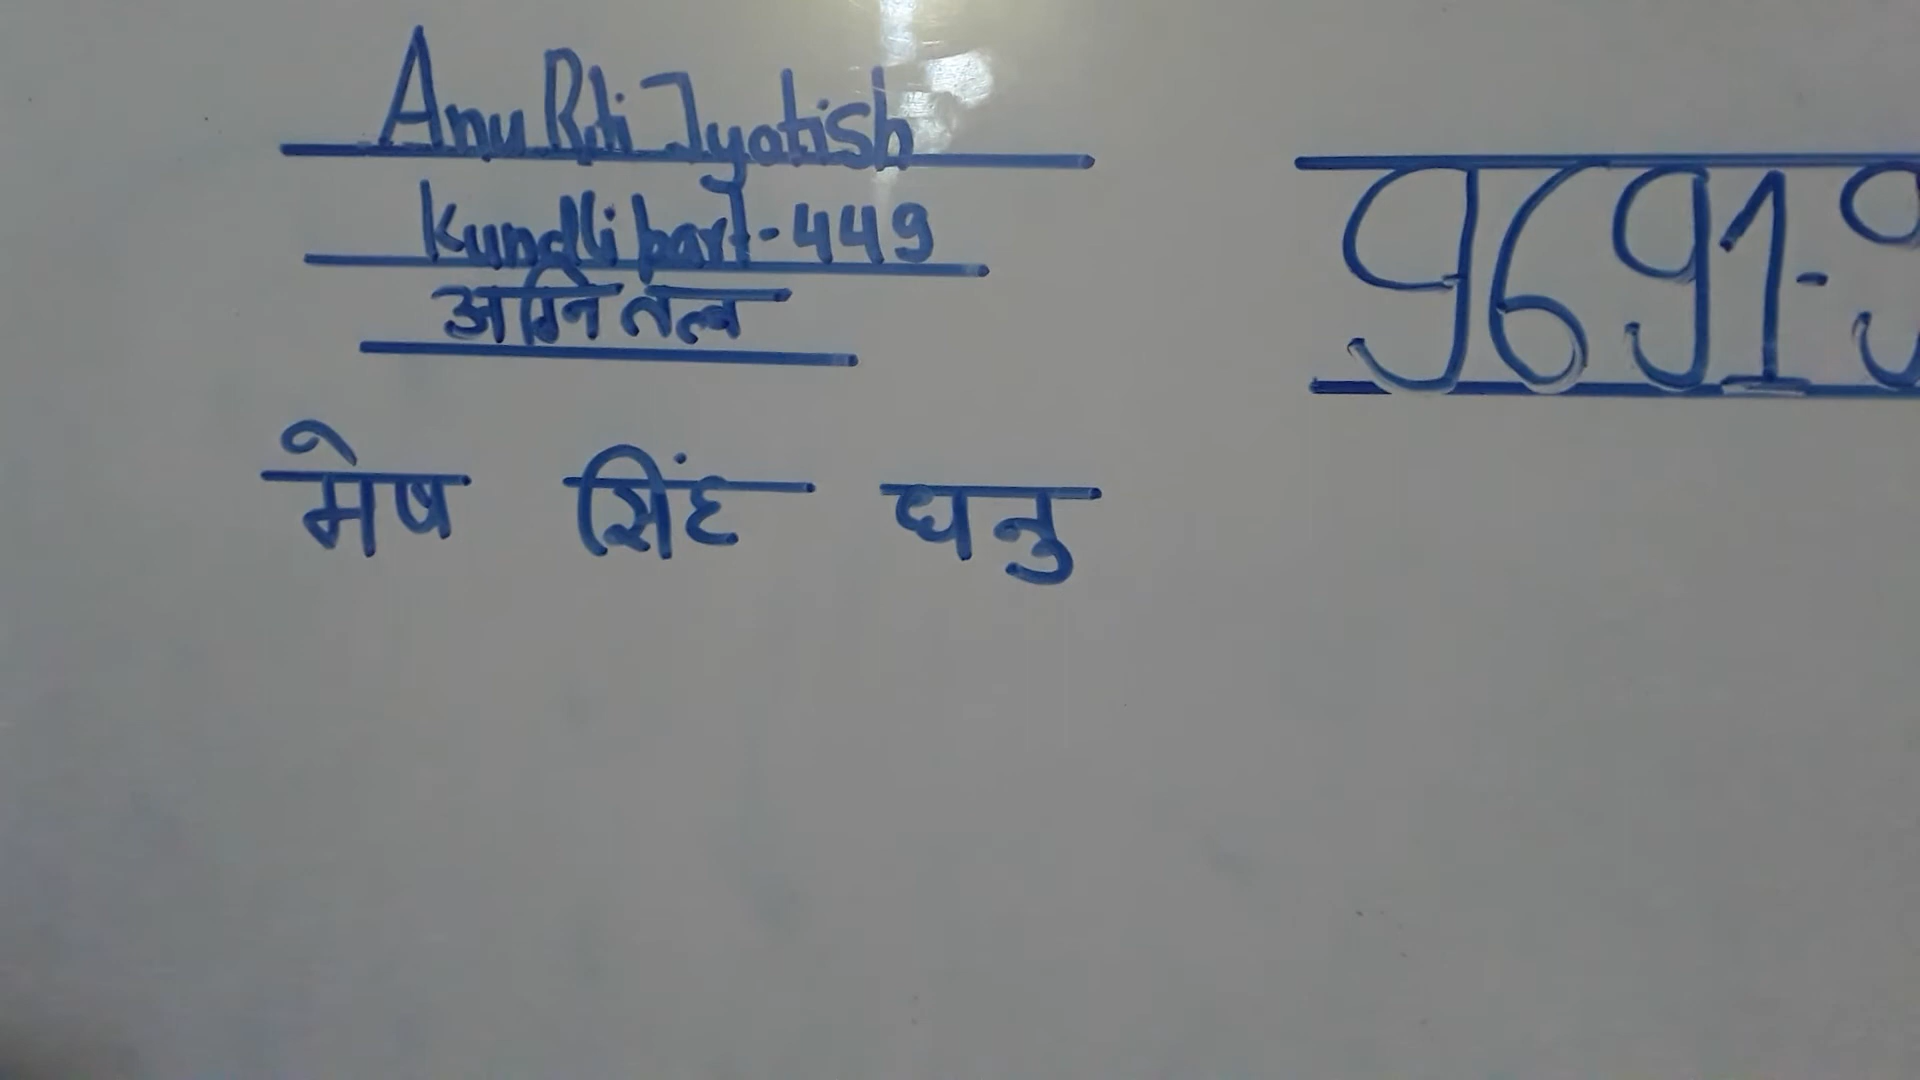 Anu Riti Jyotish
Kundli part-449
अग्नि तत्व
मेष सिंह धनु
9691-9